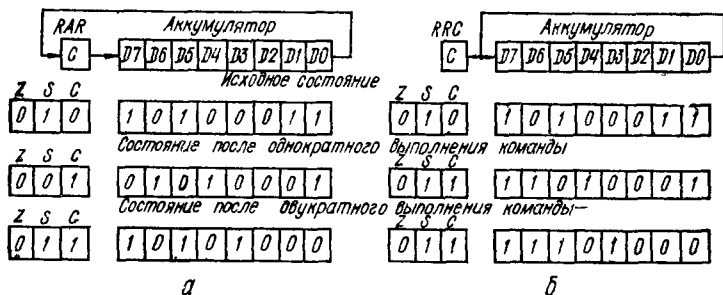 RAR Аккумулятор RRC Аккумулятор
C D7 D6 D5 D4 D3 D2 D1 D0 C D7 D6 D5 D4 D3 D2 D1 D0
Исходное состояние
Z S C Z S C
0 1 0 1 0 1 0 0 0 1 1 0 1 0 1 0 1 0 0 0 1 1
Состояние после однократного выполнения команды
Z S C Z S C
0 0 1 0 1 0 1 0 0 0 1 0 1 1 1 1 0 1 0 0 0 1
Состояние после двукратного выполнения команды—
Z S C Z S C
0 1 1 1 0 1 0 1 0 0 0 0 1 1 1 1 1 0 1 0 0 0
а б